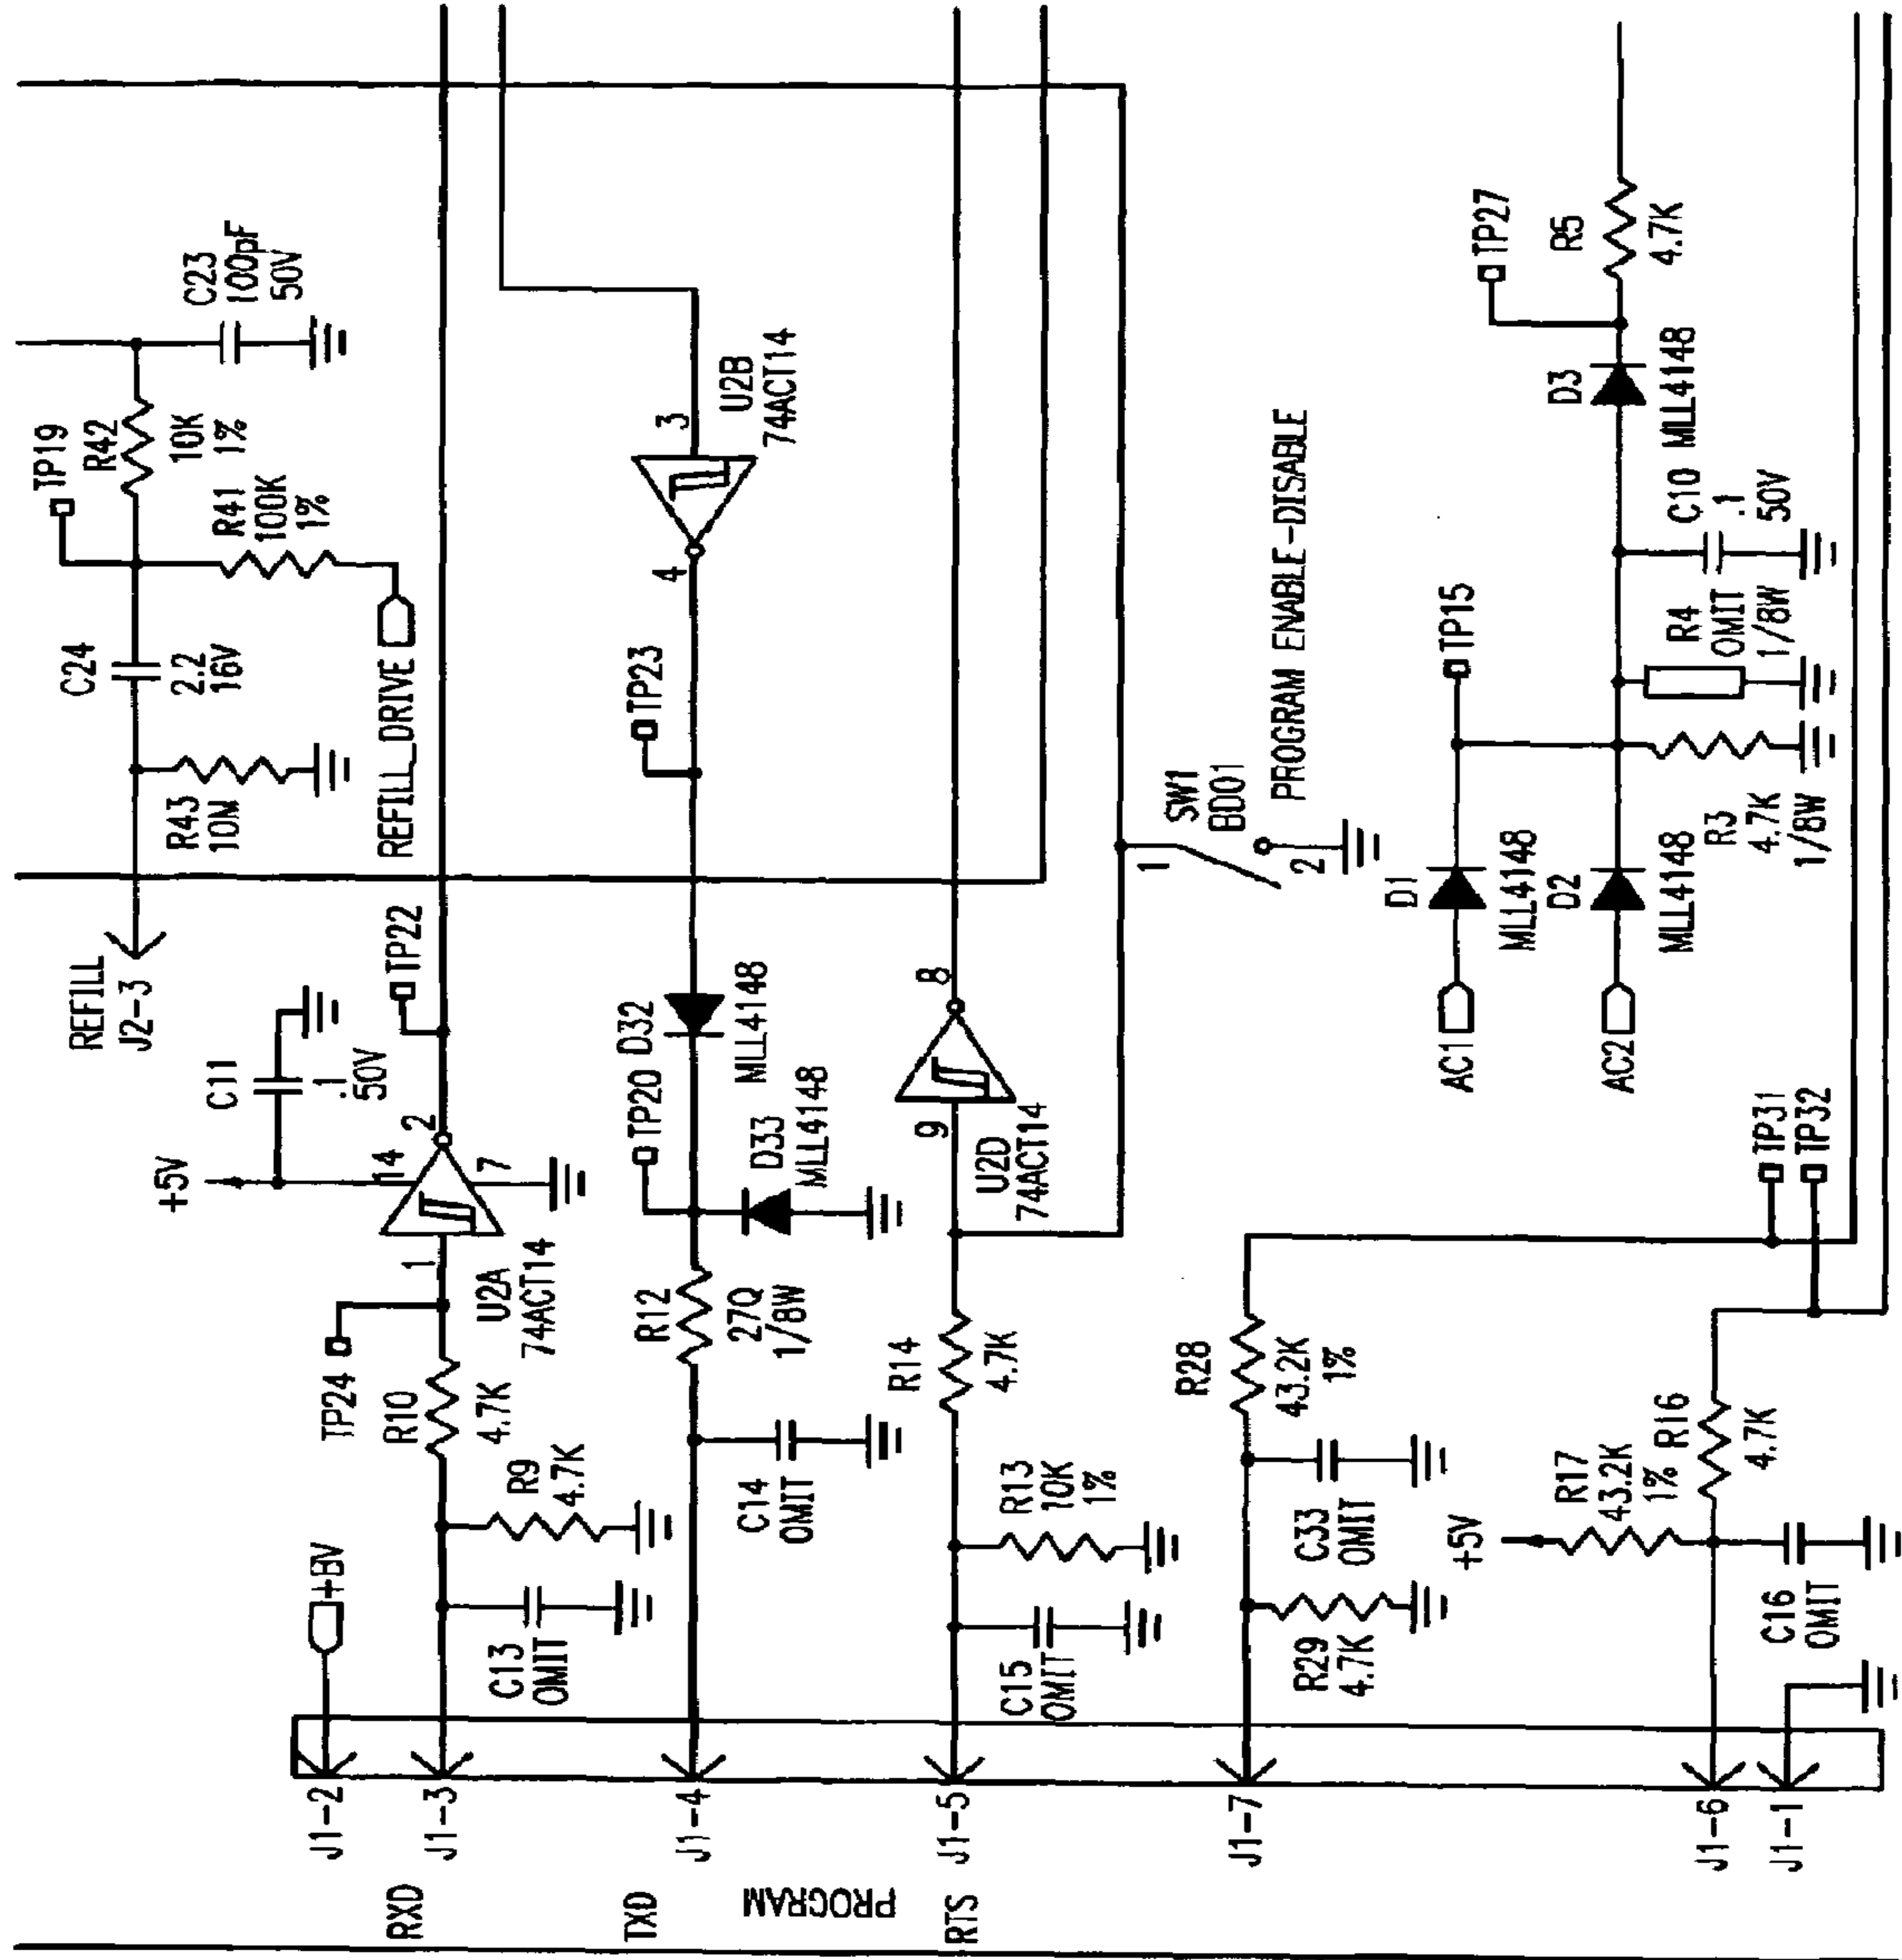 REFILL
J2-3
R43
10M
C24
2.2
16V
TP19
R42
10K
1%
R41
100K
1%
C23
100pF
50V
REFILL_DRIVE
+5V
C11
.1
50V
TP22
J1-2
+8V
TP24
RXD
J1-3
C13
OMIT
R9
4.7K
R10
4.7K
1
U2A
74ACT14
14
2
7
TXD
J1-4
C14
OMIT
R12
27Ω
1/8W
TP20
D33
MLL4148
D32
MLL4148
TP23
4
3
U2B
74ACT14
PROGRAM
RTS
J1-5
C15
OMIT
R13
10K
1%
R14
4.7K
9
U2D
74ACT14
8
1
SW1
BD01
2
PROGRAM ENABLE-DISABLE
J1-7
R29
4.7K
C33
OMIT
R28
43.2K
1%
AC1
D1
MLL4148
TP15
AC2
D2
MLL4148
R3
4.7K
1/8W
R4
OMIT
1/8W
C10
.1
50V
D3
MLL4148
TP27
R5
4.7K
+5V
R17
43.2K
1%
J1-6
R16
4.7K
C16
OMIT
J1-1
TP31
TP32